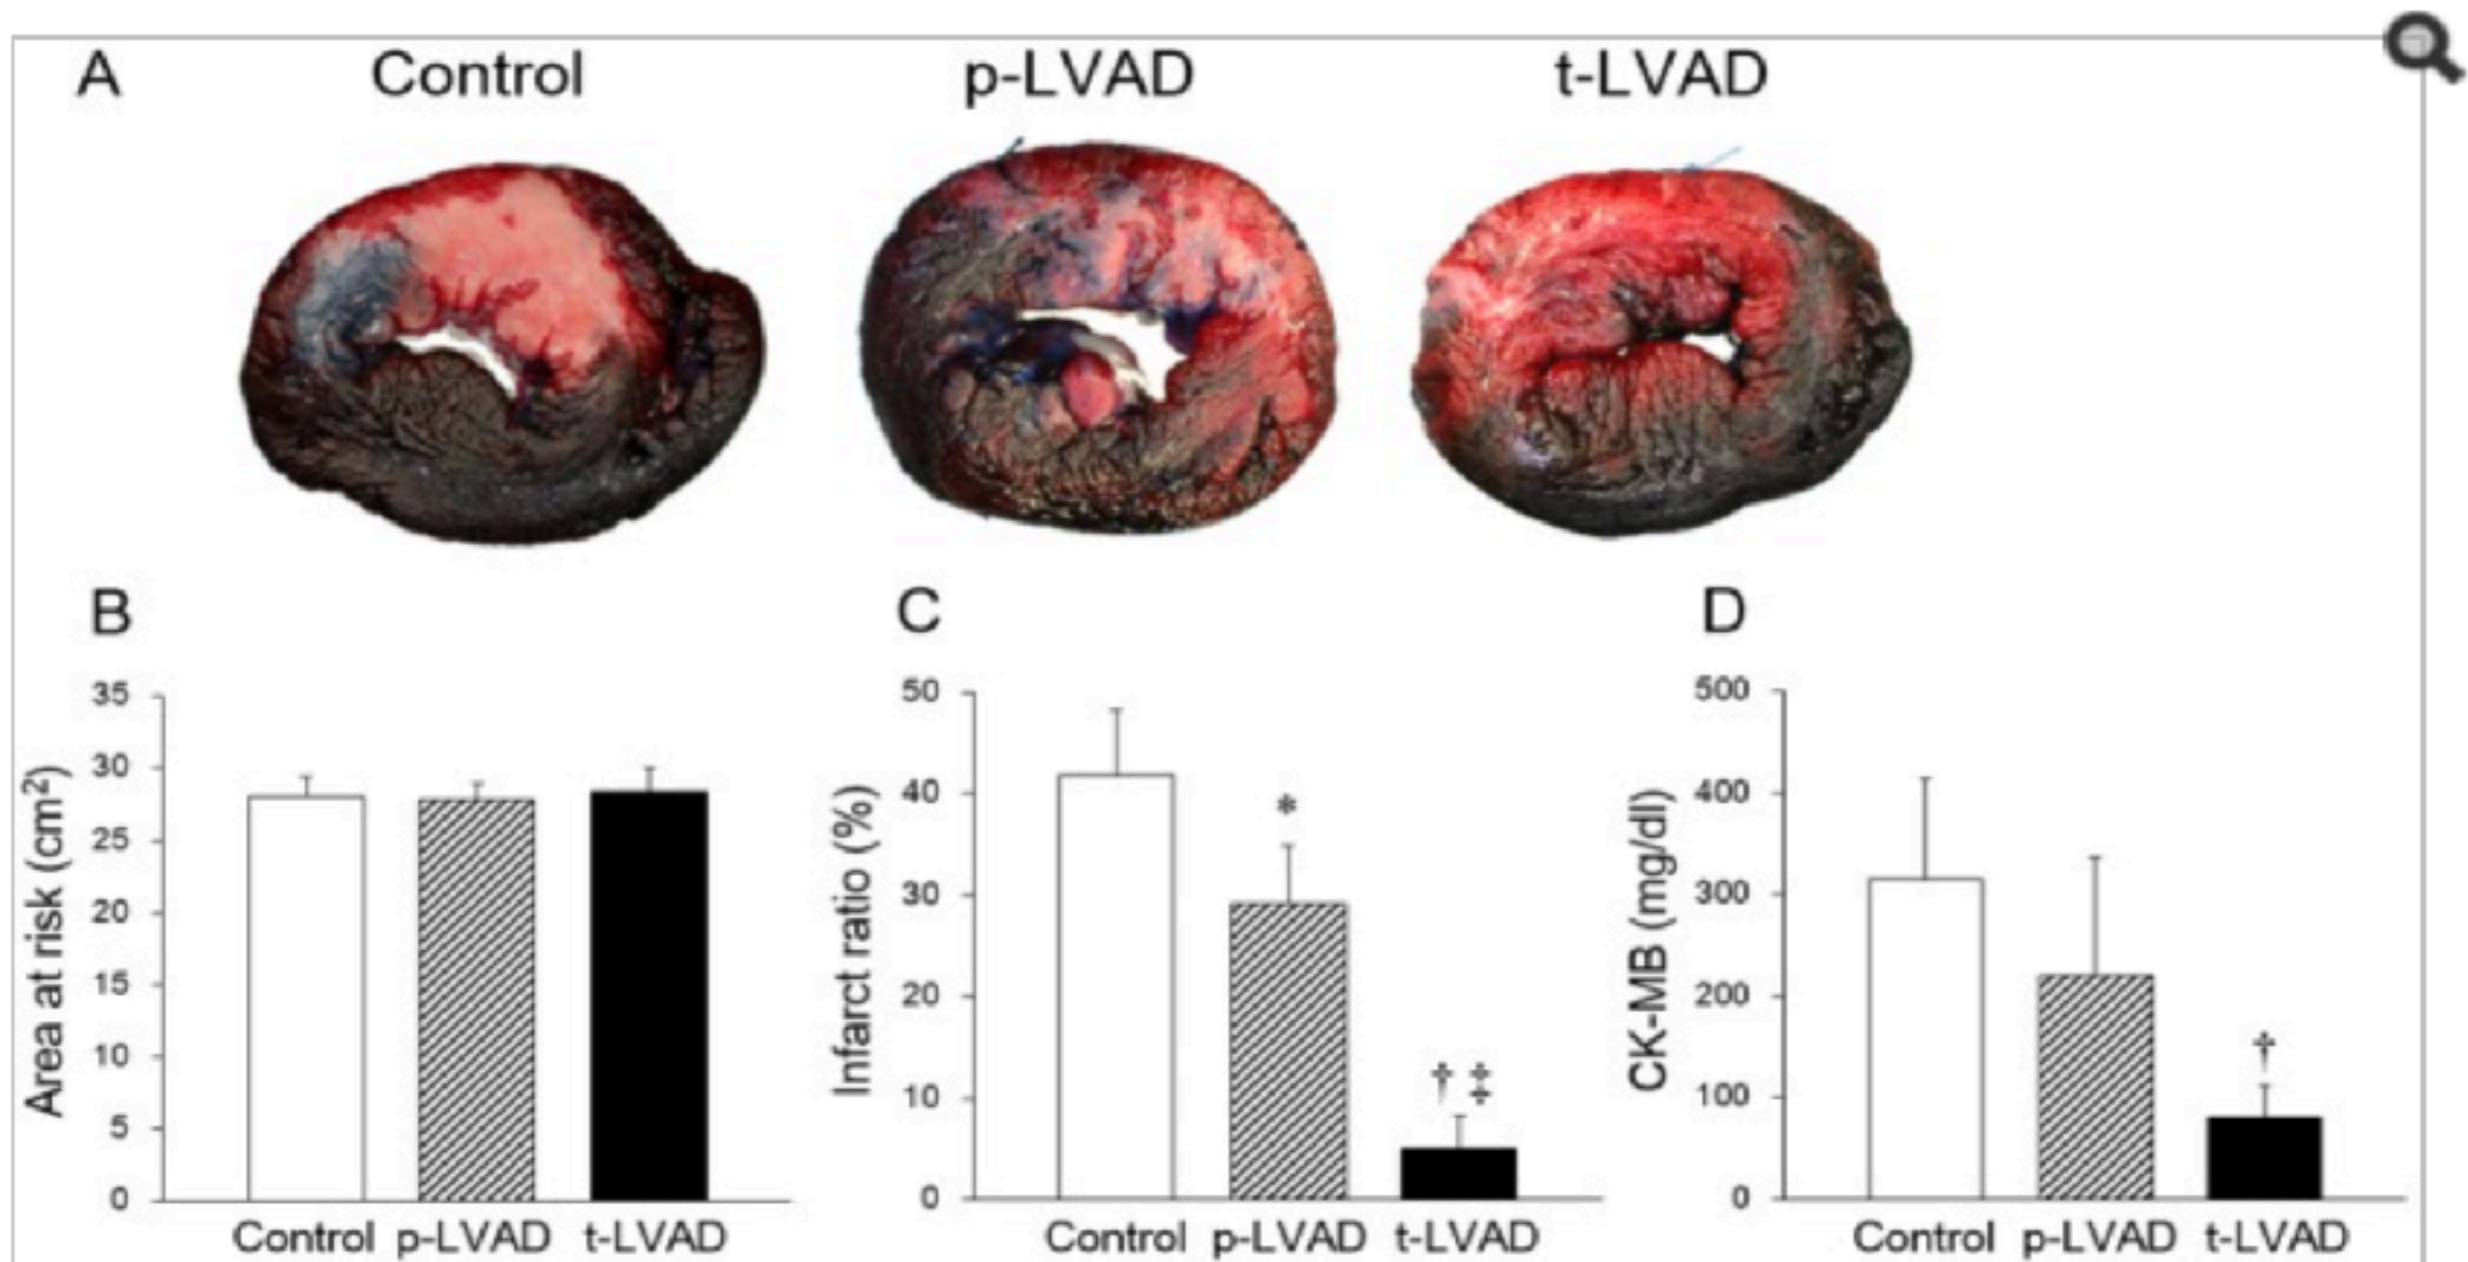 A
Control
p-LVAD
t-LVAD
B
35
30
25
20
15
10
5
0
Area at risk (cm²)
Control p-LVAD t-LVAD
C
50
40
30
20
10
0
Infarct ratio (%)
*
† ‡
Control p-LVAD t-LVAD
D
500
400
300
200
100
0
CK-MB (mg/dl)
†
Control p-LVAD t-LVAD